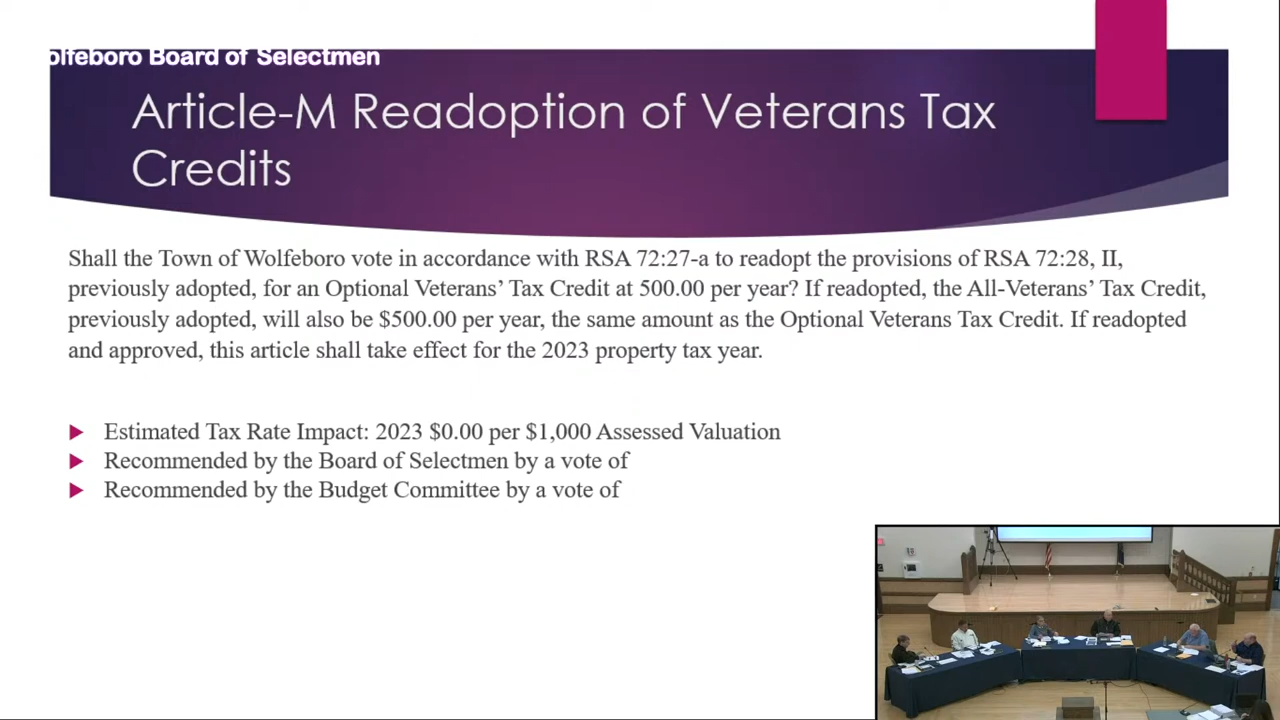 olfeboro Board of Selectmen
Article-M Readoption of Veterans Tax
Credits
Shall the Town of Wolfeboro vote in accordance with RSA 72:27-a to readopt the provisions of RSA 72:28, II,
previously adopted, for an Optional Veterans’ Tax Credit at 500.00 per year? If readopted, the All-Veterans’ Tax Credit,
previously adopted, will also be $500.00 per year, the same amount as the Optional Veterans Tax Credit. If readopted
and approved, this article shall take effect for the 2023 property tax year.
Estimated Tax Rate Impact: 2023 $0.00 per $1,000 Assessed Valuation
Recommended by the Board of Selectmen by a vote of
Recommended by the Budget Committee by a vote of